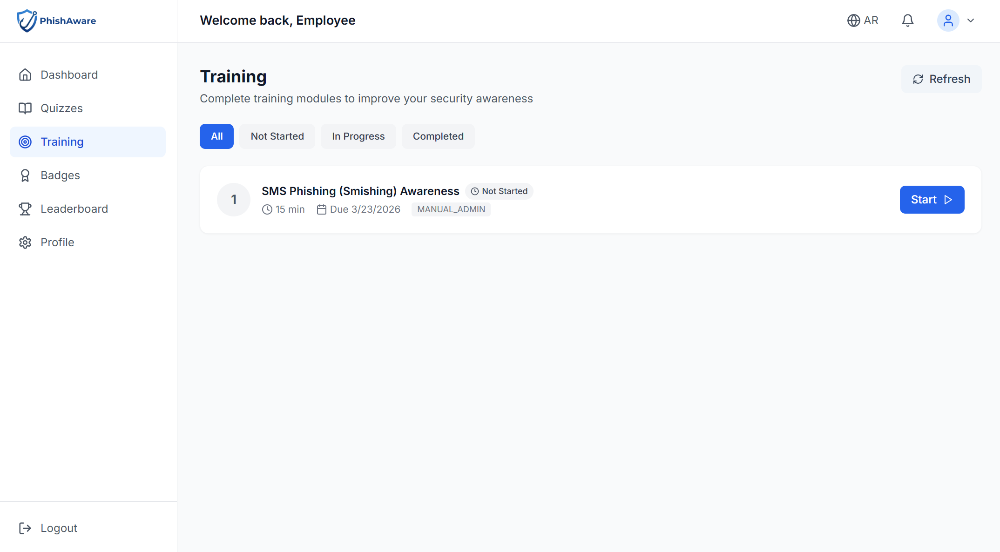 PhishAware
Welcome back, Employee
AR
Dashboard
Quizzes
Training
Badges
Leaderboard
Profile
Logout
Training
Complete training modules to improve your security awareness
Refresh
All
Not Started
In Progress
Completed
1
SMS Phishing (Smishing) Awareness
Not Started
15 min
Due 3/23/2026
MANUAL_ADMIN
Start